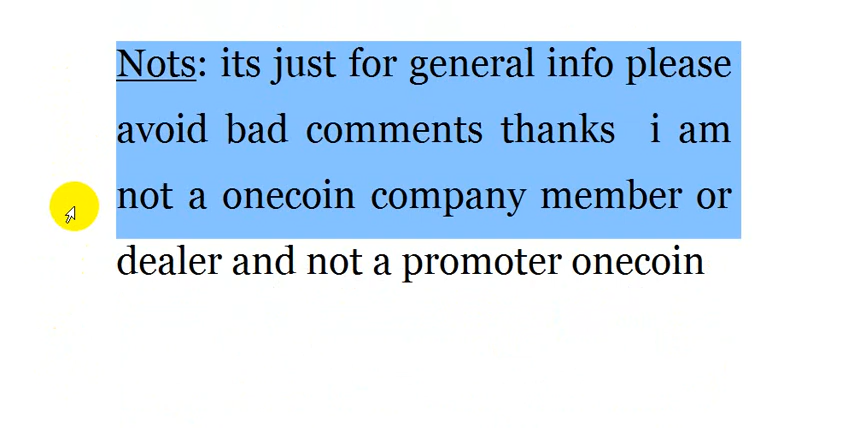 Nots: its just for general info please
avoid bad comments thanks i am
not a onecoin company member or
dealer and not a promoter onecoin